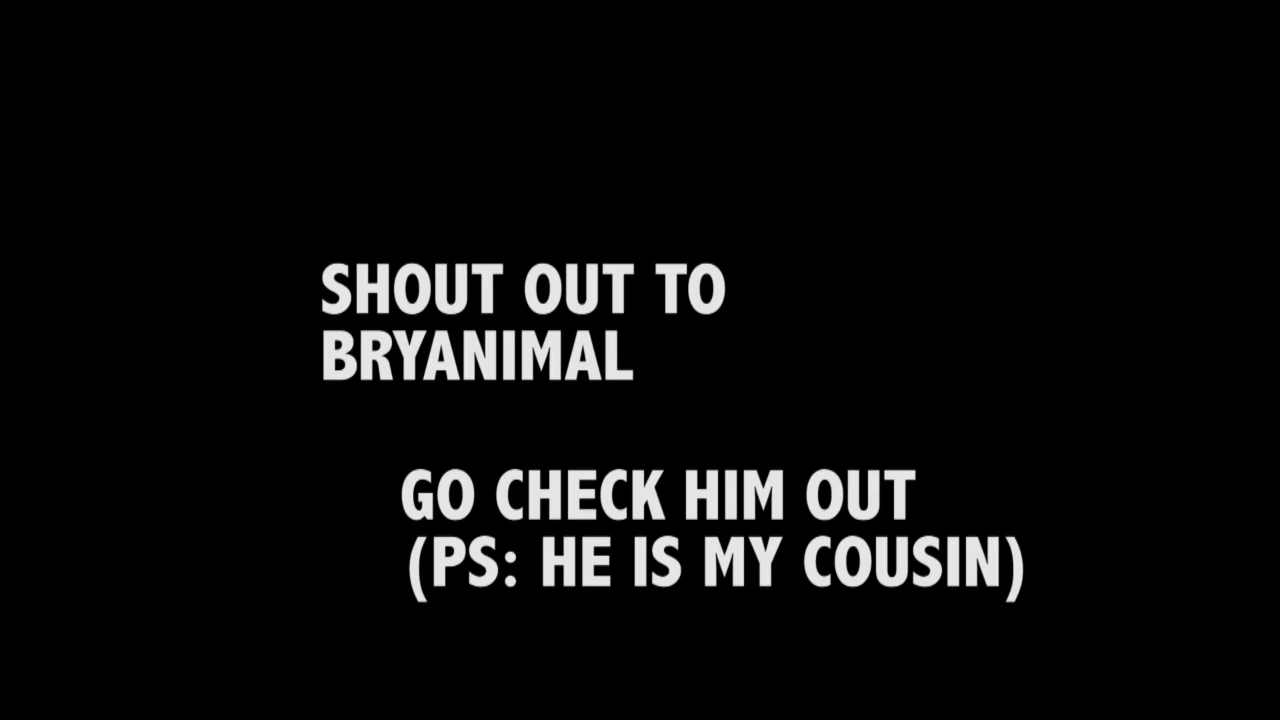 SHOUT OUT TO
BRYANIMAL
GO CHECK HIM OUT
(PS: HE IS MY COUSIN)